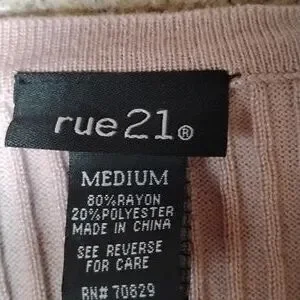 rue21®
MEDIUM
80%RAYON
20%POLYESTER
MADE IN CHINA
SEE REVERSE
FOR CARE
RN# 70829